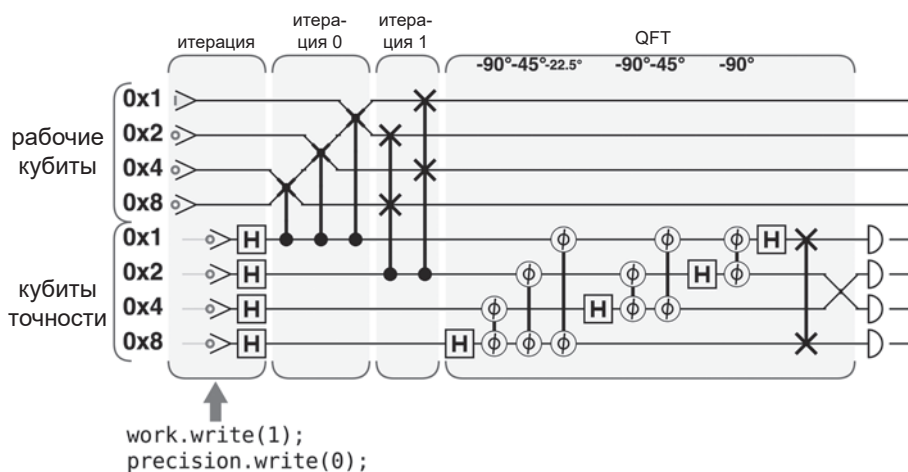 итера-
ция 0
итера-
ция 1
итерация
QFT
-90°-45°-22.5°
-90°-45°
-90°
рабочие
кубиты
0x1
0x2
0x4
0x8
кубиты
точности
0x1
H
H
0x2
H
H
0x4
H
H
0x8
H
H
ϕ
ϕ
ϕ
ϕ
ϕ
ϕ
ϕ
ϕ
ϕ
ϕ
ϕ
ϕ
work.write(1);
precision.write(0);